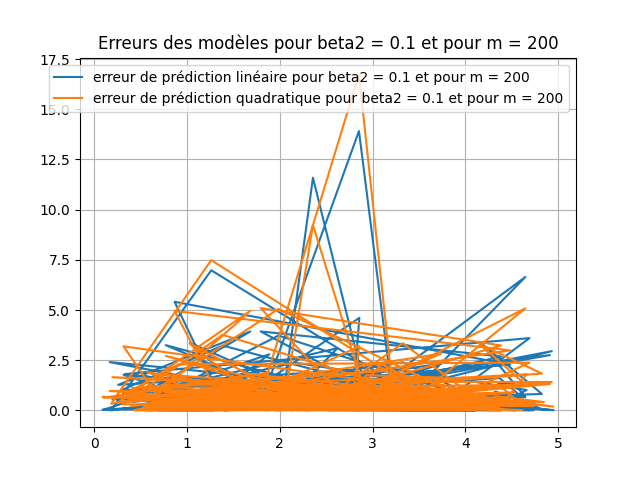 Erreurs des modèles pour beta2 = 0.1 et pour m = 200
erreur de prédiction linéaire pour beta2 = 0.1 et pour m = 200
erreur de prédiction quadratique pour beta2 = 0.1 et pour m = 200
17.5
15.0
12.5
10.0
7.5
5.0
2.5
0.0
0 1 2 3 4 5